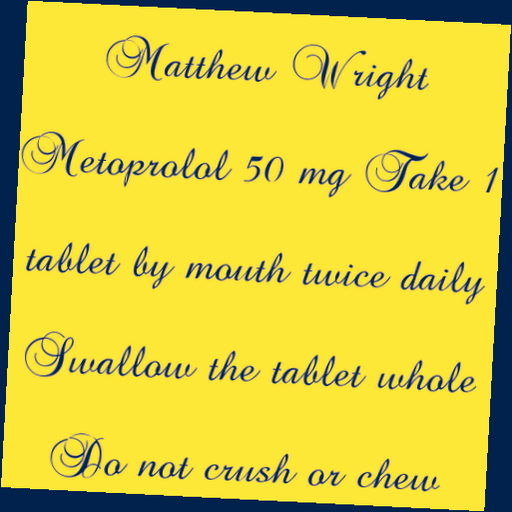 Matthew Wright
Metoprolol 50 mg Take 1
tablet by mouth twice daily
Swallow the tablet whole
Do not crush or chew